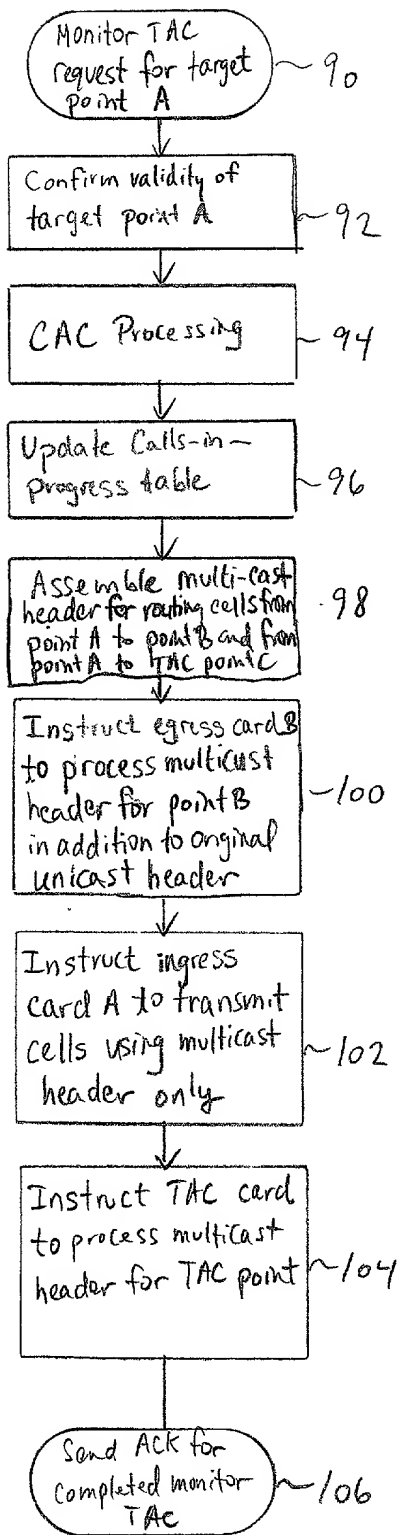 Monitor TAC
request for target
point A
90
Confirm validity of
target point A
92
CAC Processing
94
Update Calls-in-
progress table
96
Assemble multi-cast
header for routing cells from
point A to point B and from
point A to TAC point C
98
Instruct egress card B
to process multicast
header for point B
in addition to original
unicast header
100
Instruct ingress
card A to transmit
cells using multicast
header only
102
Instruct TAC card
to process multicast
header for TAC point
104
Send ACK for
completed monitor
TAC
106